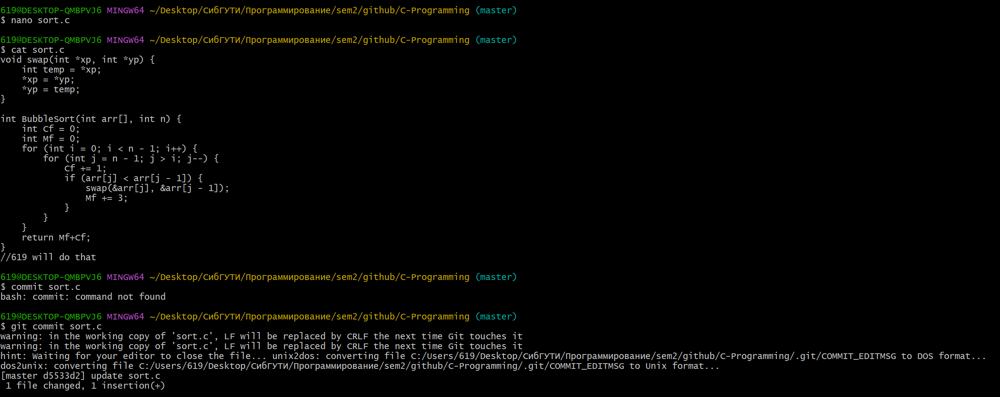 619@DESKTOP-QMBPVJ6 MINGW64 ~/Desktop/СибГУТИ/Программирование/sem2/github/C-Programming (master)
$ nano sort.c
619@DESKTOP-QMBPVJ6 MINGW64 ~/Desktop/СибГУТИ/Программирование/sem2/github/C-Programming (master)
$ cat sort.c
void swap(int *xp, int *yp) {
    int temp = *xp;
    *xp = *yp;
    *yp = temp;
}
int BubbleSort(int arr[], int n) {
    int Cf = 0;
    int Mf = 0;
    for (int i = 0; i < n - 1; i++) {
        for (int j = n - 1; j > i; j--) {
            Cf += 1;
            if (arr[j] < arr[j - 1]) {
                swap(&arr[j], &arr[j - 1]);
                Mf += 3;
            }
        }
    }
    return Mf+Cf;
}
//619 will do that
619@DESKTOP-QMBPVJ6 MINGW64 ~/Desktop/СибГУТИ/Программирование/sem2/github/C-Programming (master)
$ commit sort.c
bash: commit: command not found
619@DESKTOP-QMBPVJ6 MINGW64 ~/Desktop/СибГУТИ/Программирование/sem2/github/C-Programming (master)
$ git commit sort.c
warning: in the working copy of 'sort.c', LF will be replaced by CRLF the next time Git touches it
warning: in the working copy of 'sort.c', LF will be replaced by CRLF the next time Git touches it
hint: Waiting for your editor to close the file... unix2dos: converting file C:/Users/619/Desktop/СибГУТИ/Программирование/sem2/github/C-Programming/.git/COMMIT_EDITMSG to DOS format...
dos2unix: converting file C:/Users/619/Desktop/СибГУТИ/Программирование/sem2/github/C-Programming/.git/COMMIT_EDITMSG to Unix format...
[master d5533d2] update sort.c
 1 file changed, 1 insertion(+)